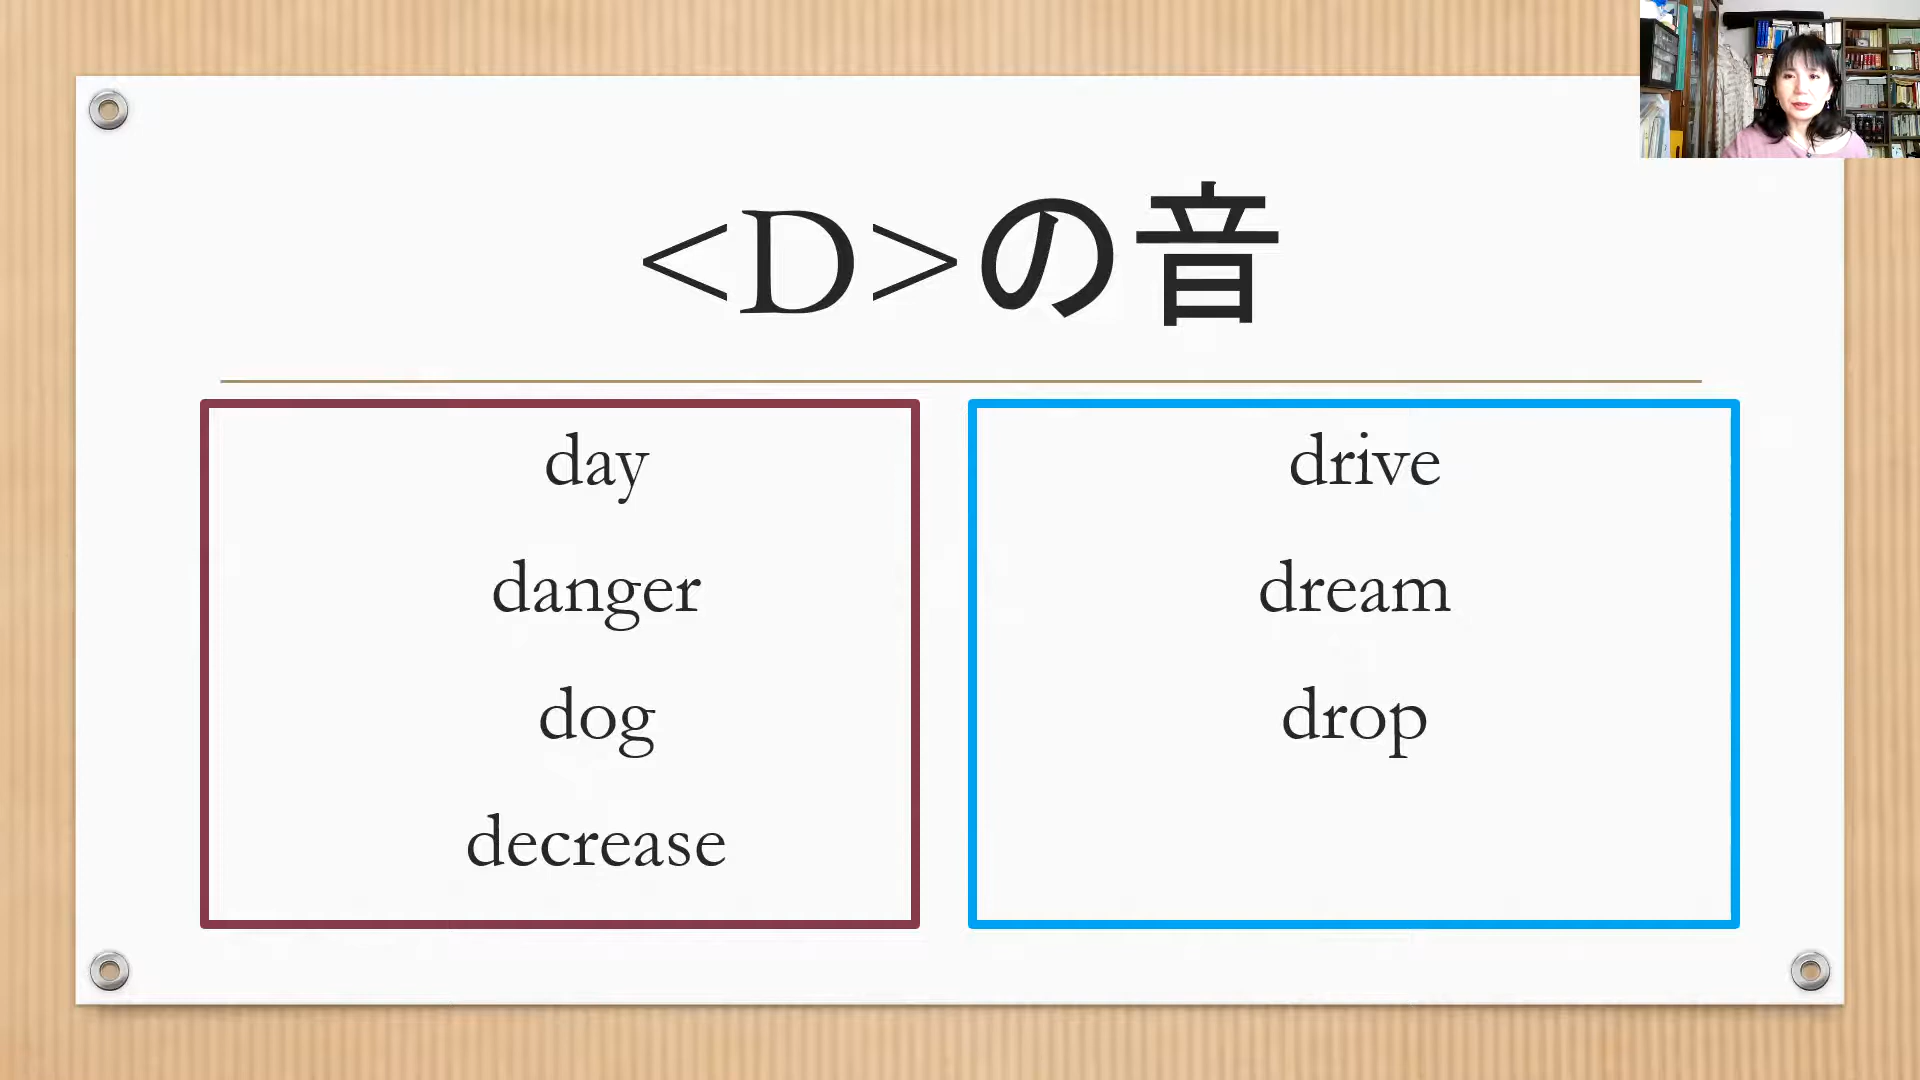 <D>の音
day
danger
dog
decrease
drive
dream
drop